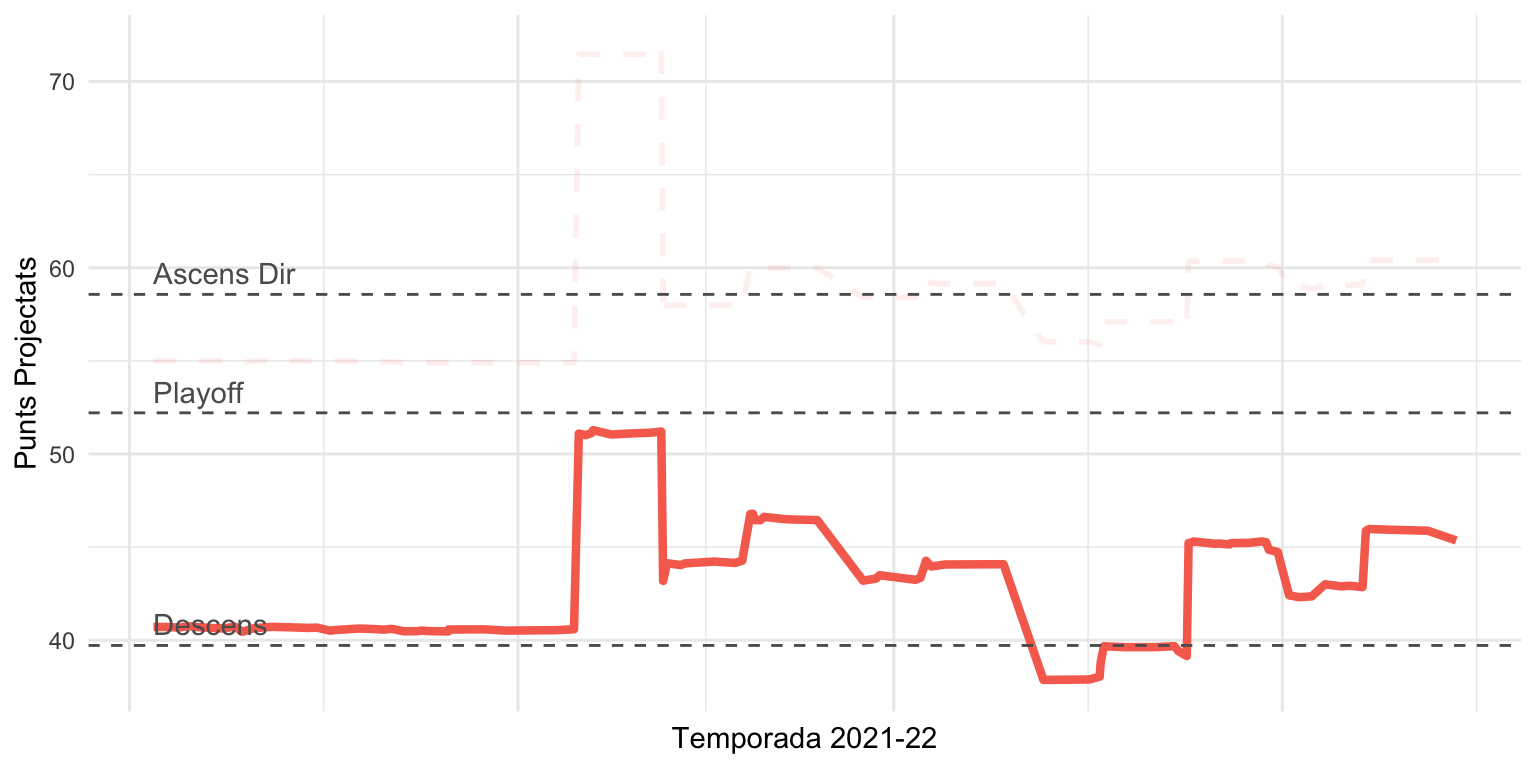 70
60
50
40
Punts Projectats
Ascens Dir
Playoff
Descens
Temporada 2021-22